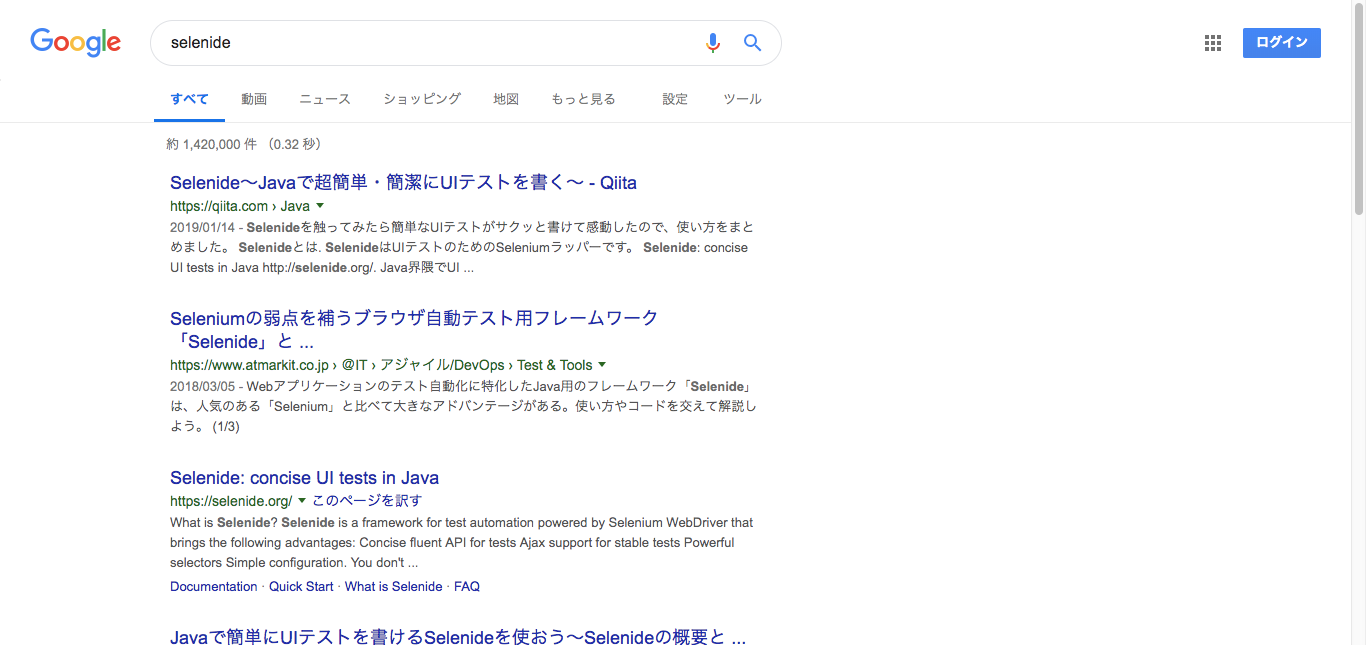 Google
selenide
ログイン
すべて 動画 ニュース ショッピング 地図 もっと見る 設定 ツール
約 1,420,000 件 （0.32 秒）
Selenide〜Javaで超簡単・簡潔にUIテストを書く〜 - Qiita
https://qiita.com › Java
2019/01/14 - Selenideを触ってみたら簡単なUIテストがサクッと書けて感動したので、使い方をまと
めました。 Selenideとは. SelenideはUIテストのためのSeleniumラッパーです。 Selenide: concise
UI tests in Java http://selenide.org/. Java界隈でUI ...
Seleniumの弱点を補うブラウザ自動テスト用フレームワーク
「Selenide」と ...
https://www.atmarkit.co.jp › @IT › アジャイル/DevOps › Test & Tools
2018/03/05 - Webアプリケーションのテスト自動化に特化したJava用のフレームワーク「Selenide」
は、人気のある「Selenium」と比べて大きなアドバンテージがある。使い方やコードを交えて解説し
よう。 (1/3)
Selenide: concise UI tests in Java
https://selenide.org/ このページを訳す
What is Selenide? Selenide is a framework for test automation powered by Selenium WebDriver that
brings the following advantages: Concise fluent API for tests Ajax support for stable tests Powerful
selectors Simple configuration. You don't ...
Documentation · Quick Start · What is Selenide · FAQ
Javaで簡単にUIテストを書けるSelenideを使おう〜Selenideの概要と ...